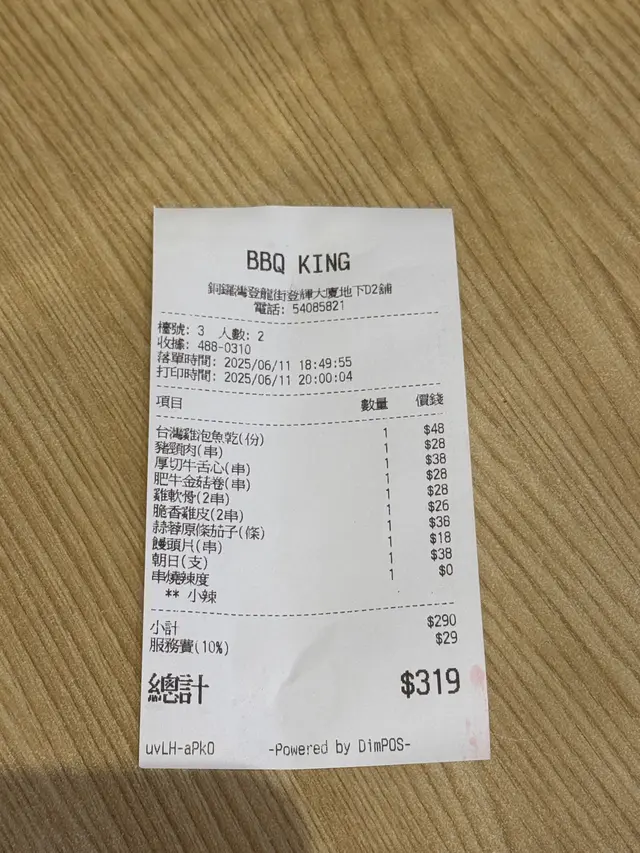 BBQ KING
銅鑼灣登龍街登輝大廈地下D2舖
電話: 54085821
檯號: 3 人數: 2
收據: 488-0310
落單時間: 2025/06/11 18:49:55
打印時間: 2025/06/11 20:00:04
項目 數量 價錢
台灣雞泡魚乾(份) 1 $48
豬頸肉(串) 1 $28
厚切牛舌心(串) 1 $38
肥牛金菇卷(串) 1 $28
雞軟骨(2串) 1 $28
脆香雞皮(2串) 1 $26
蒜蓉原條茄子(條) 1 $38
饅頭片(串) 1 $18
朝日(支) 1 $38
串燒辣度 1 $0
** 小辣
小計 $290
服務費(10%) $29
總計 $319
uvLH-aPkO -Powered by DimPOS-